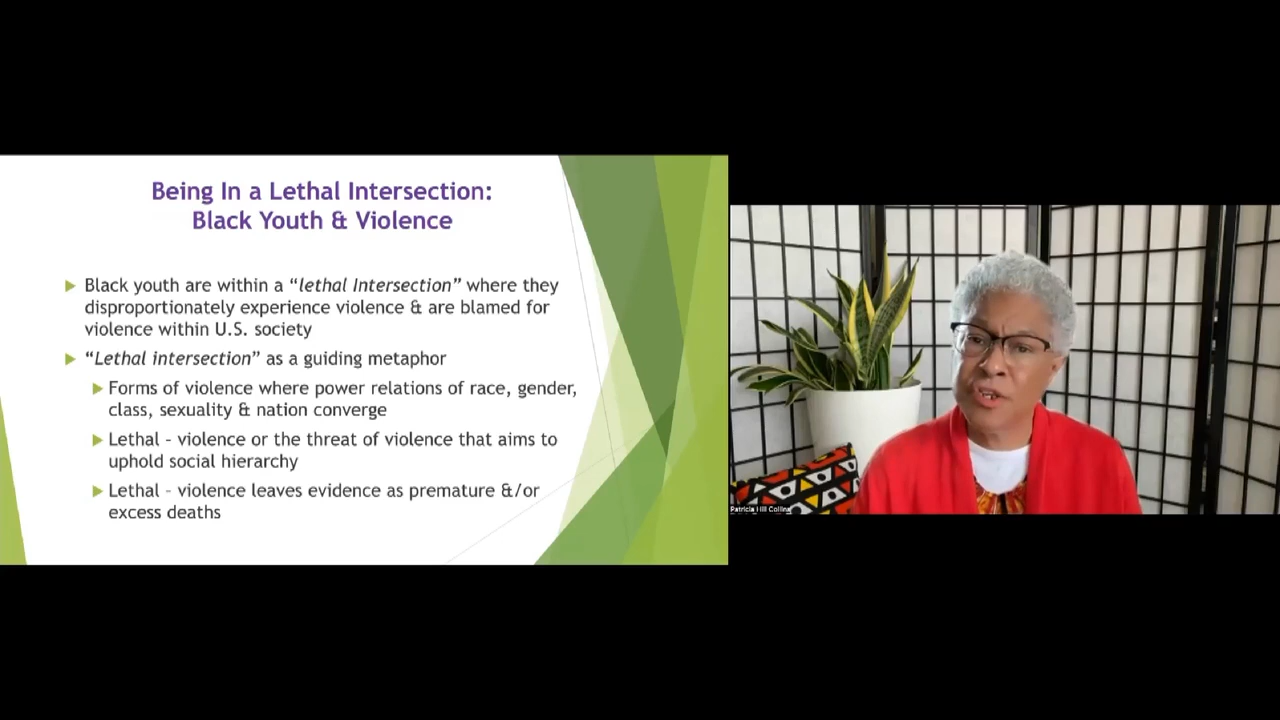 Being In a Lethal Intersection:
Black Youth & Violence
Black youth are within a “lethal Intersection” where they
disproportionately experience violence & are blamed for
violence within U.S. society
“Lethal intersection” as a guiding metaphor
Forms of violence where power relations of race, gender,
class, sexuality & nation converge
Lethal – violence or the threat of violence that aims to
uphold social hierarchy
Lethal – violence leaves evidence as premature &/or
excess deaths
Patricia Hill Collins